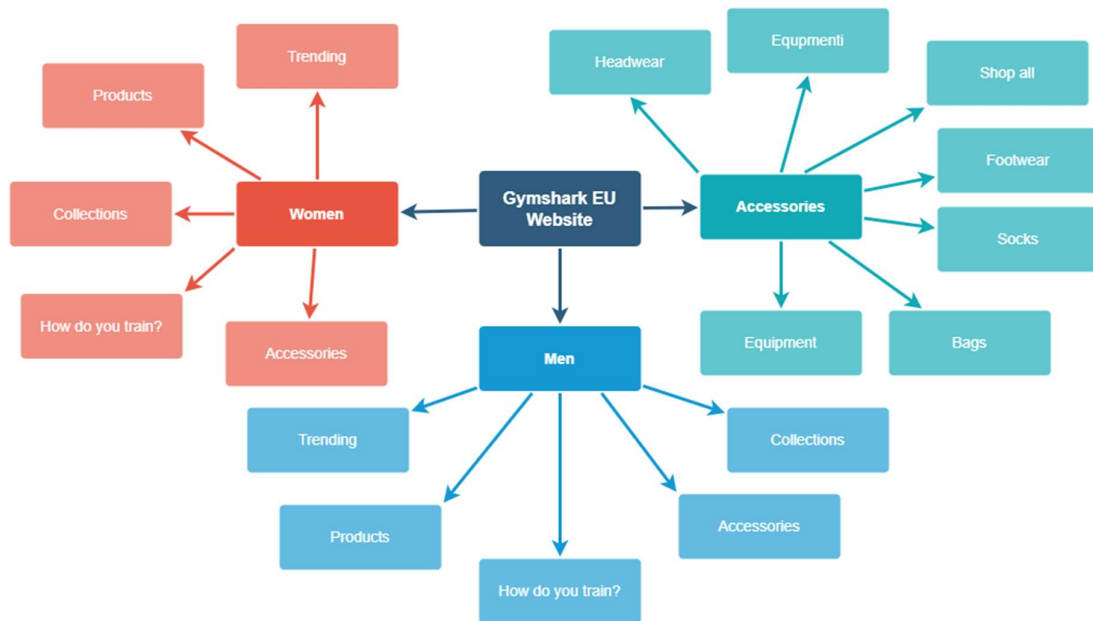 Trending
Equpmenti
Headwear
Shop all
Products
Footwear
Collections
Women
Gymshark EU
Website
Accessories
Socks
How do you train?
Accessories
Equipment
Bags
Men
Trending
Collections
Products
Accessories
How do you train?